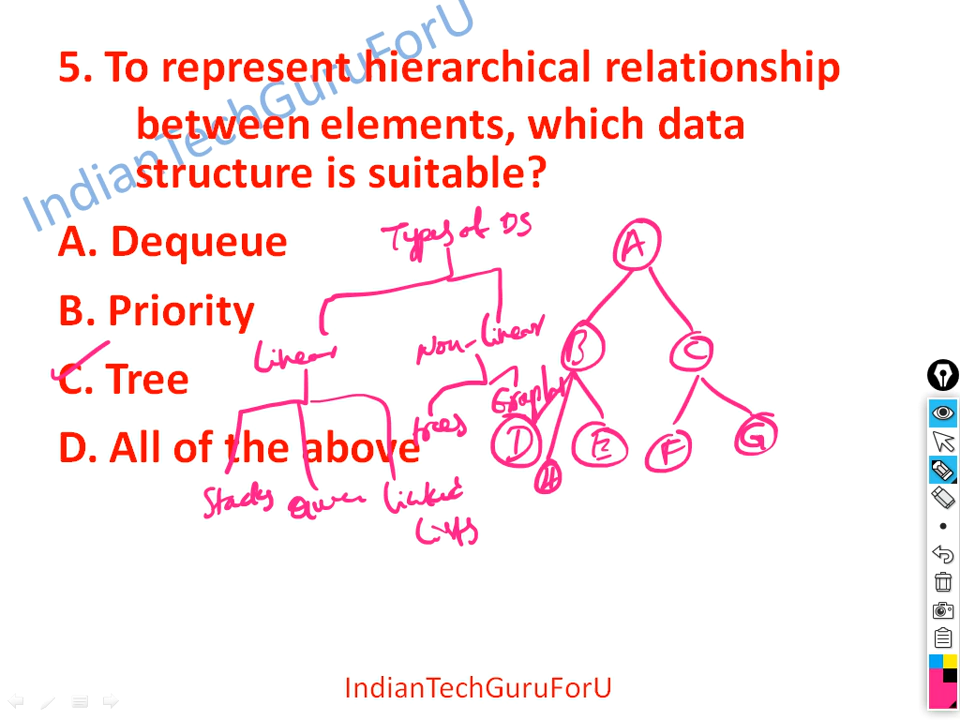 5. To represent hierarchical relationship
between elements, which data
structure is suitable?
IndianTechGuruForU
A. Dequeue
B. Priority
C. Tree
D. All of the above
Types of DS
Linear
Non-linear
Trees
Graphs
Stacks
Queue
Linked
Lists
A
B
C
D
E
F
G
H
IndianTechGuruForU